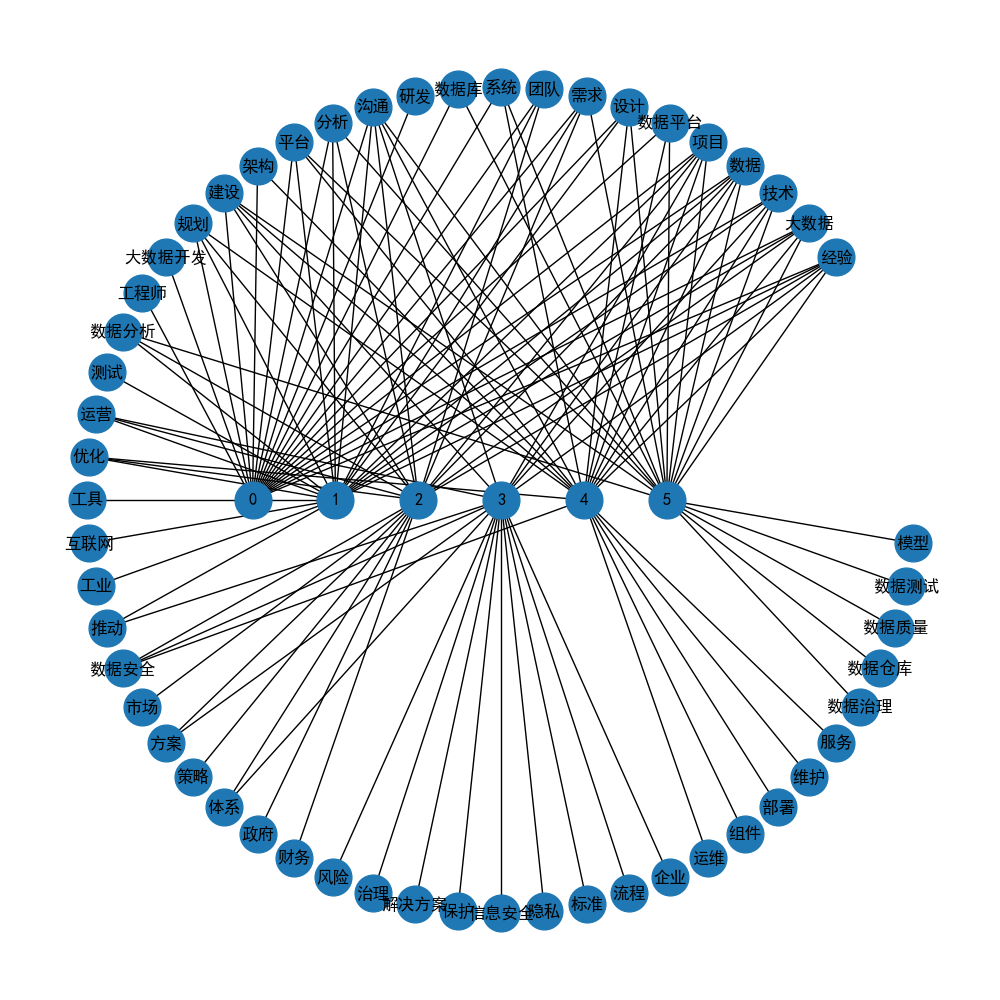 系统
团队
数据库
需求
研发
设计
沟通
数据平台
分析
项目
平台
数据
架构
技术
建设
大数据
规划
经验
大数据开发
工程师
数据分析
测试
运营
优化
工具
0
1
2
3
4
5
互联网
模型
工业
数据测试
推动
数据质量
数据安全
数据仓库
市场
数据治理
方案
服务
策略
维护
体系
部署
政府
组件
财务
运维
风险
企业
治理
流程
解决方案
标准
保护
隐私
信息安全